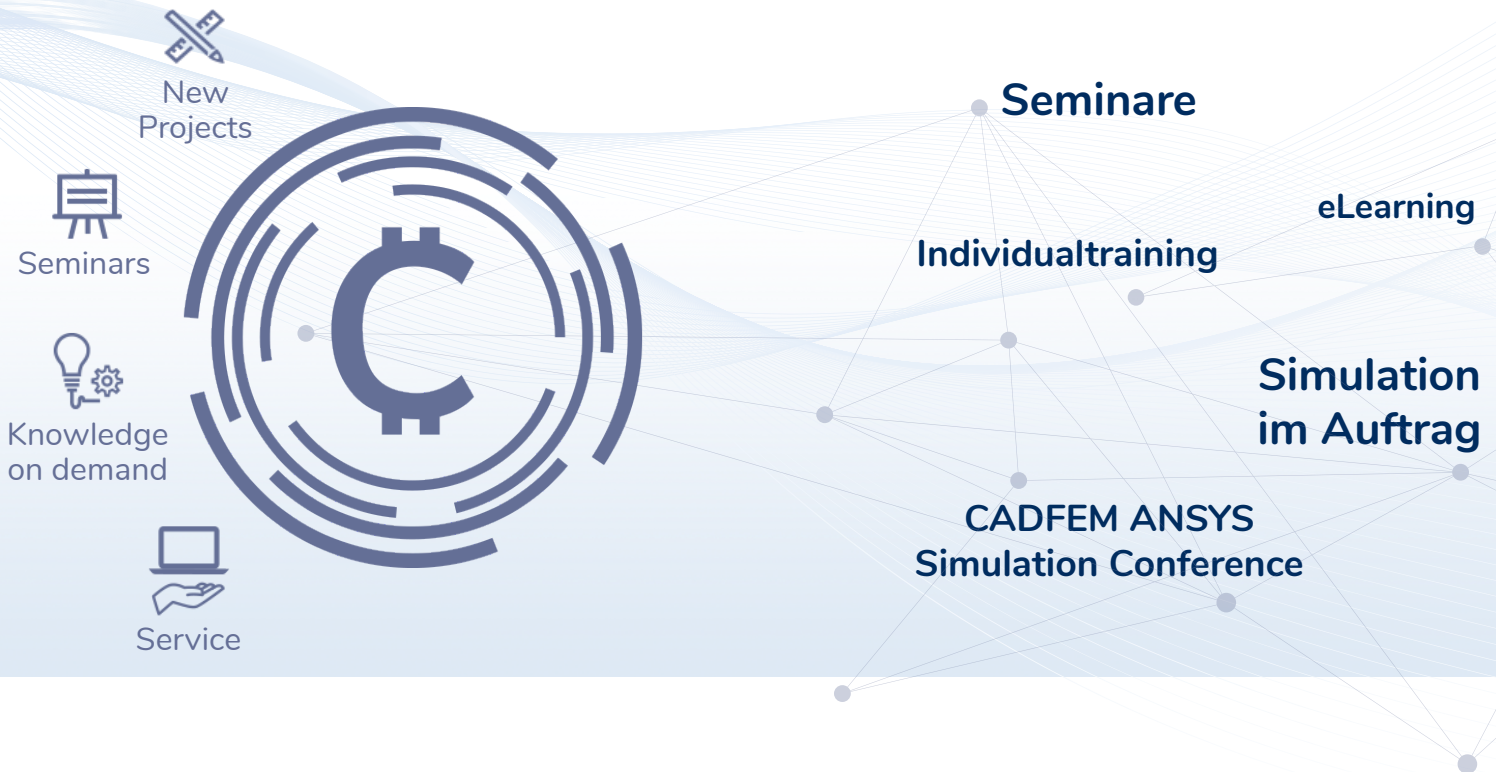 New
Projects
Seminars
Knowledge
on demand
Service
Seminare
eLearning
Individualtraining
Simulation
im Auftrag
CADFEM ANSYS
Simulation Conference